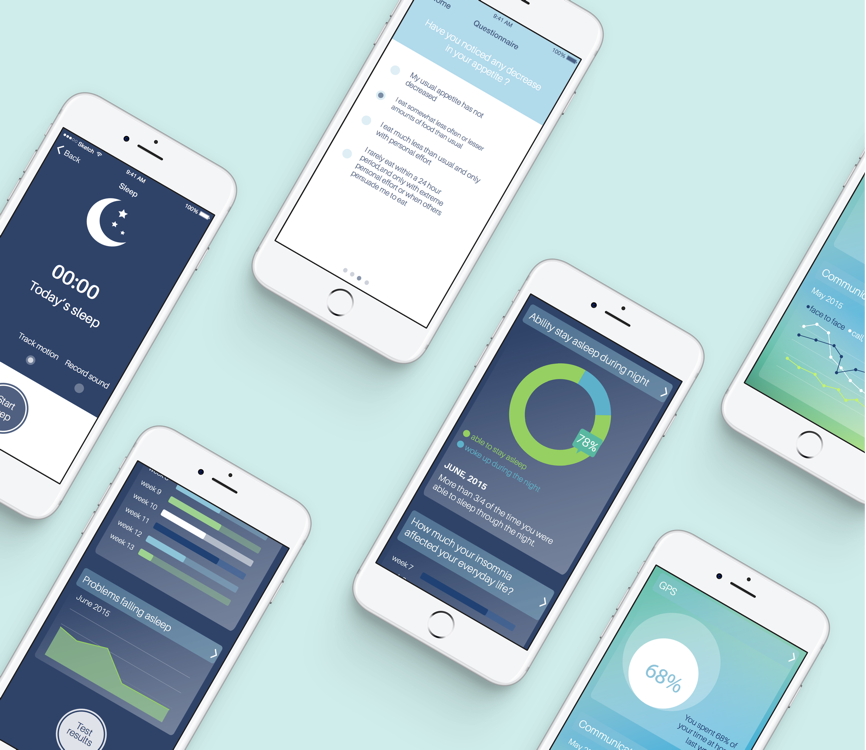 Home
9:41 AM
100%
Questionnaire
Have you noticed any decrease
in your appetite ?
My usual appetite has not
decreased
I eat somewhat less often or lesser
amounts of food than usual
I eat much less than usual and only
with personal effort
I rarely eat within a 24 hour
period,and only with extreme
personal effort or when others
persuade me to eat
Sketch
9:41 AM
100%
Back
Sleep
00:00
Today's sleep
Track motion
Record sound
Start
Communic
May 2015
face to face
call
Ability stay asleep during night
78%
able to stay asleep
woke up during the night
JUNE, 2015
More than 3/4 of the time you were
able to sleep through the night.
How much your insomnia
affected your everyday life?
week 7
week 9
week 10
week 11
week 12
week 13
Problems falling asleep
June 2015
Test
results
GPS
68%
You spent 68% of
your time at
last
Communic
May 20